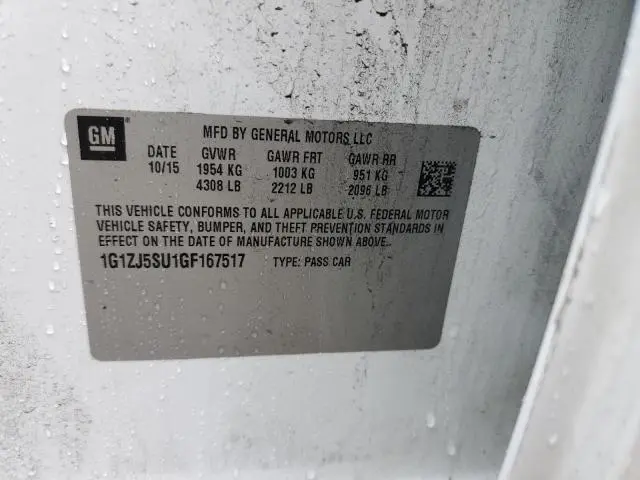 GM
MFD BY GENERAL MOTORS LLC
DATE GVWR GAWR FRT GAWR RR
10/15 1954 KG 1003 KG 951 KG
4308 LB 2212 LB 2096 LB
THIS VEHICLE CONFORMS TO ALL APPLICABLE U.S. FEDERAL MOTOR
VEHICLE SAFETY, BUMPER, AND THEFT PREVENTION STANDARDS IN
EFFECT ON THE DATE OF MANUFACTURE SHOWN ABOVE.
1G1ZJ5SU1GF167517 TYPE: PASS CAR